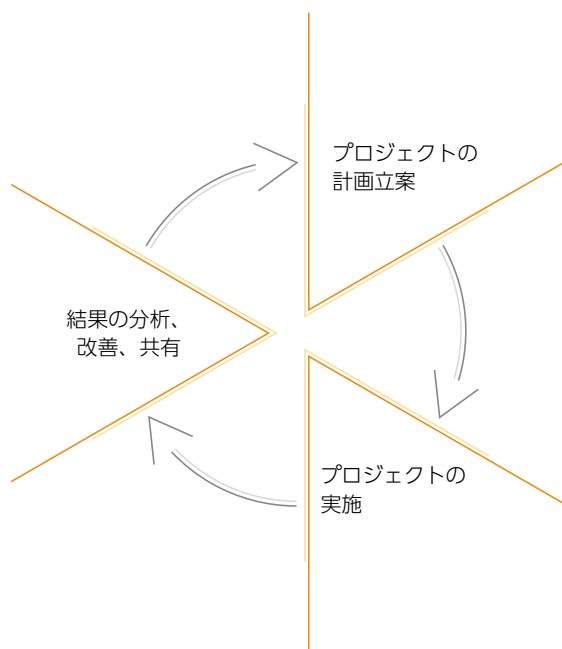 プロジェクトの
計画立案
結果の分析、
改善、共有
プロジェクトの
実施